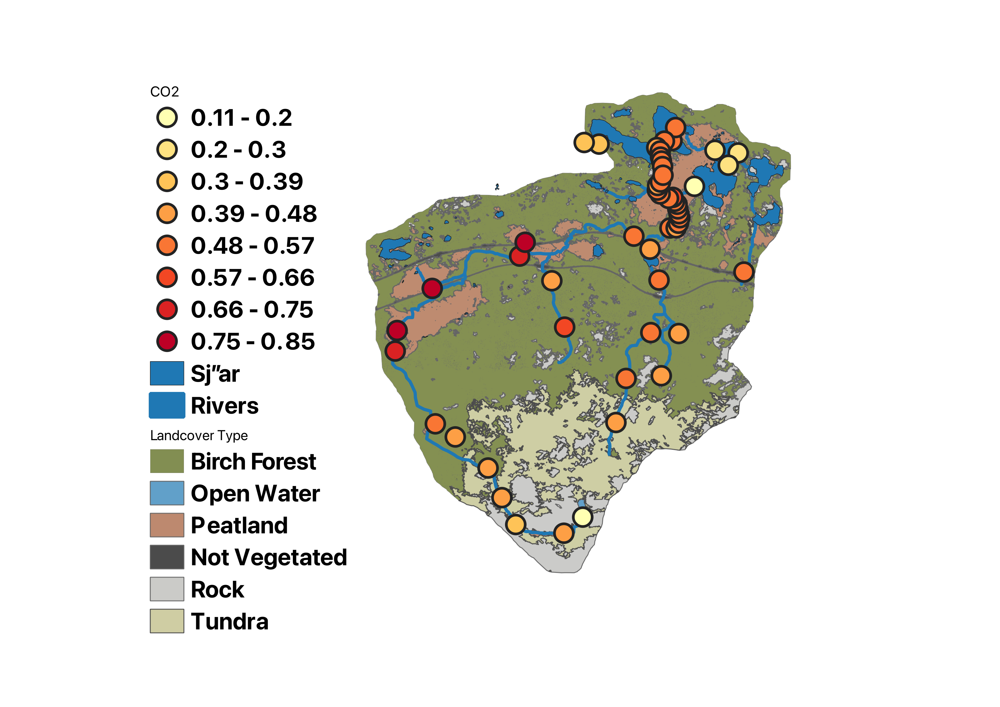 CO2
0.11 - 0.2
0.2 - 0.3
0.3 - 0.39
0.39 - 0.48
0.48 - 0.57
0.57 - 0.66
0.66 - 0.75
0.75 - 0.85
Sj"ar
Rivers
Landcover Type
Birch Forest
Open Water
Peatland
Not Vegetated
Rock
Tundra